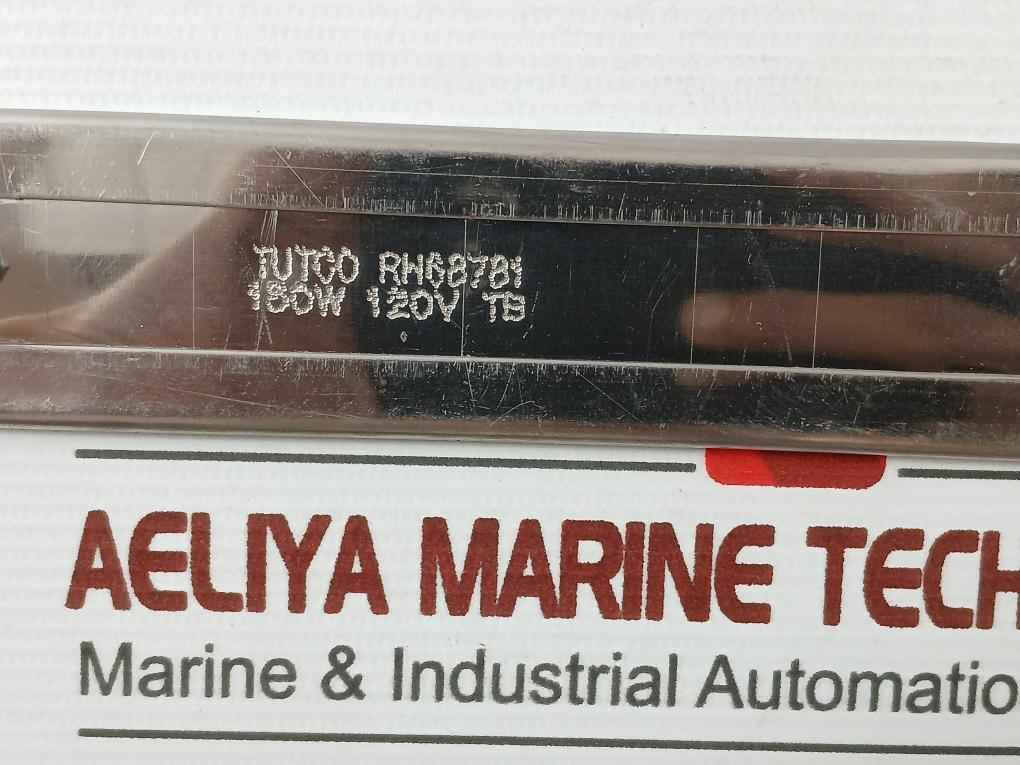 TUTCO RH68781
180W 120V TB
AELIYA MARINE TECH
Marine & Industrial Automatio